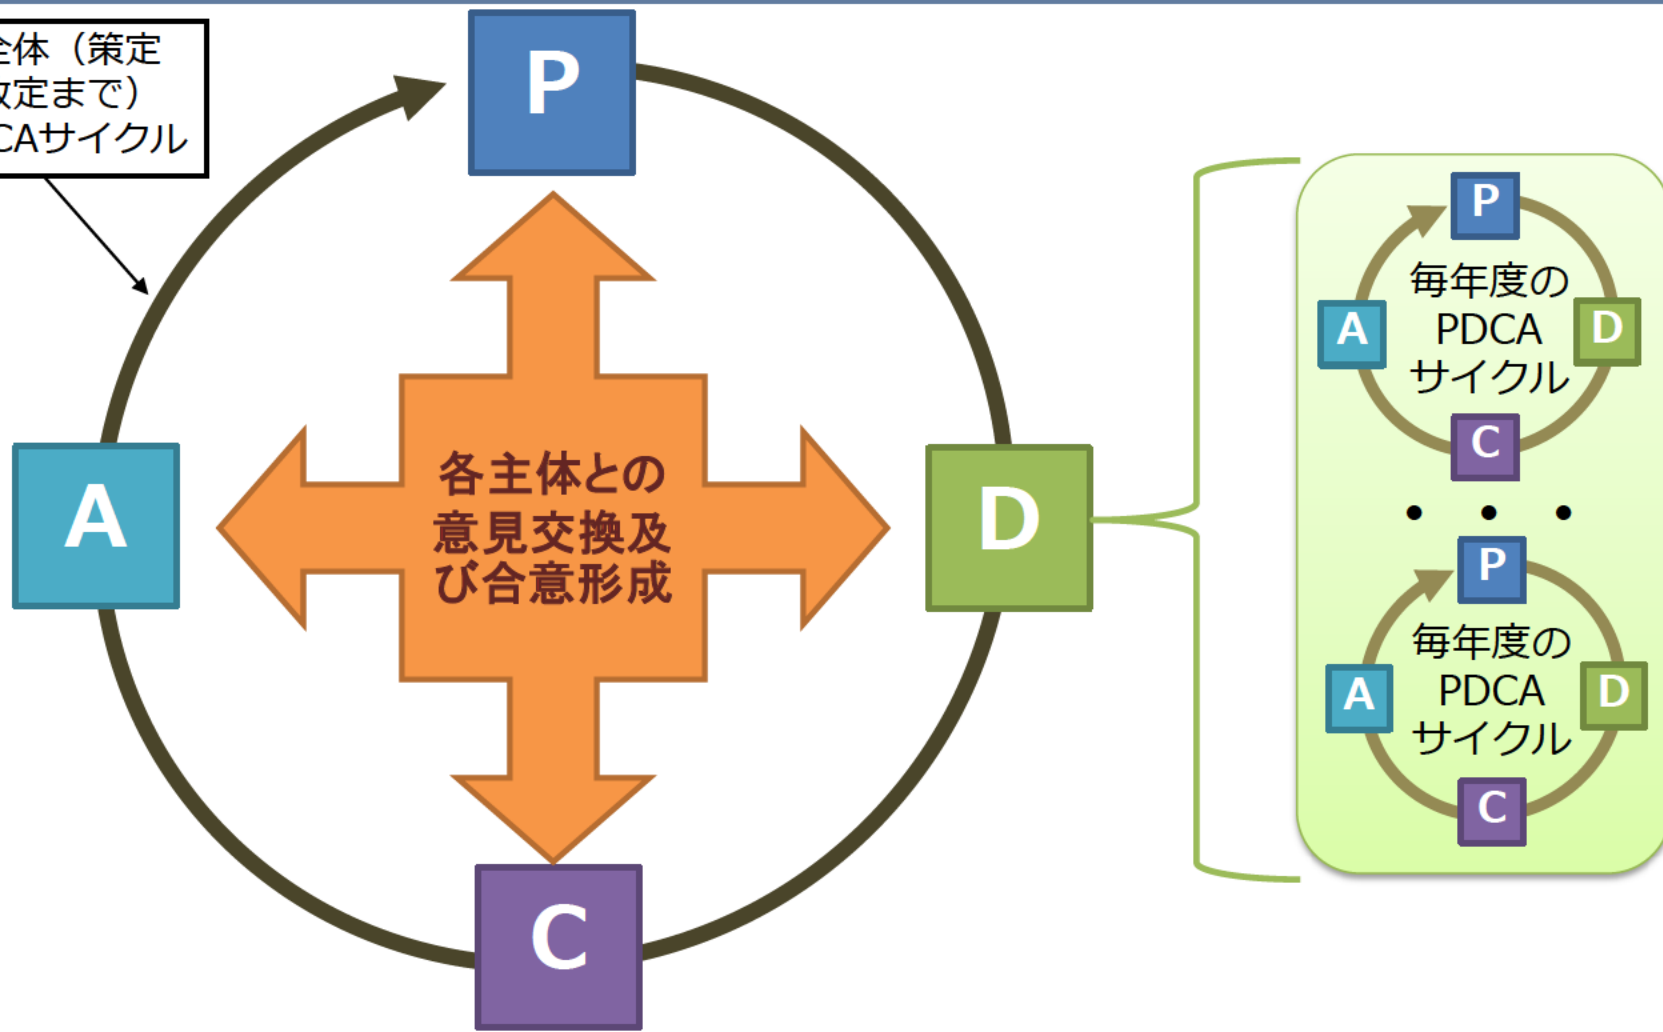 全体（策定
改定まで）
CAサイクル
P
A
D
C
各主体との
意見交換及
び合意形成
P
A
毎年度の
PDCA
サイクル
D
C
・ ・ ・
P
A
毎年度の
PDCA
サイクル
D
C